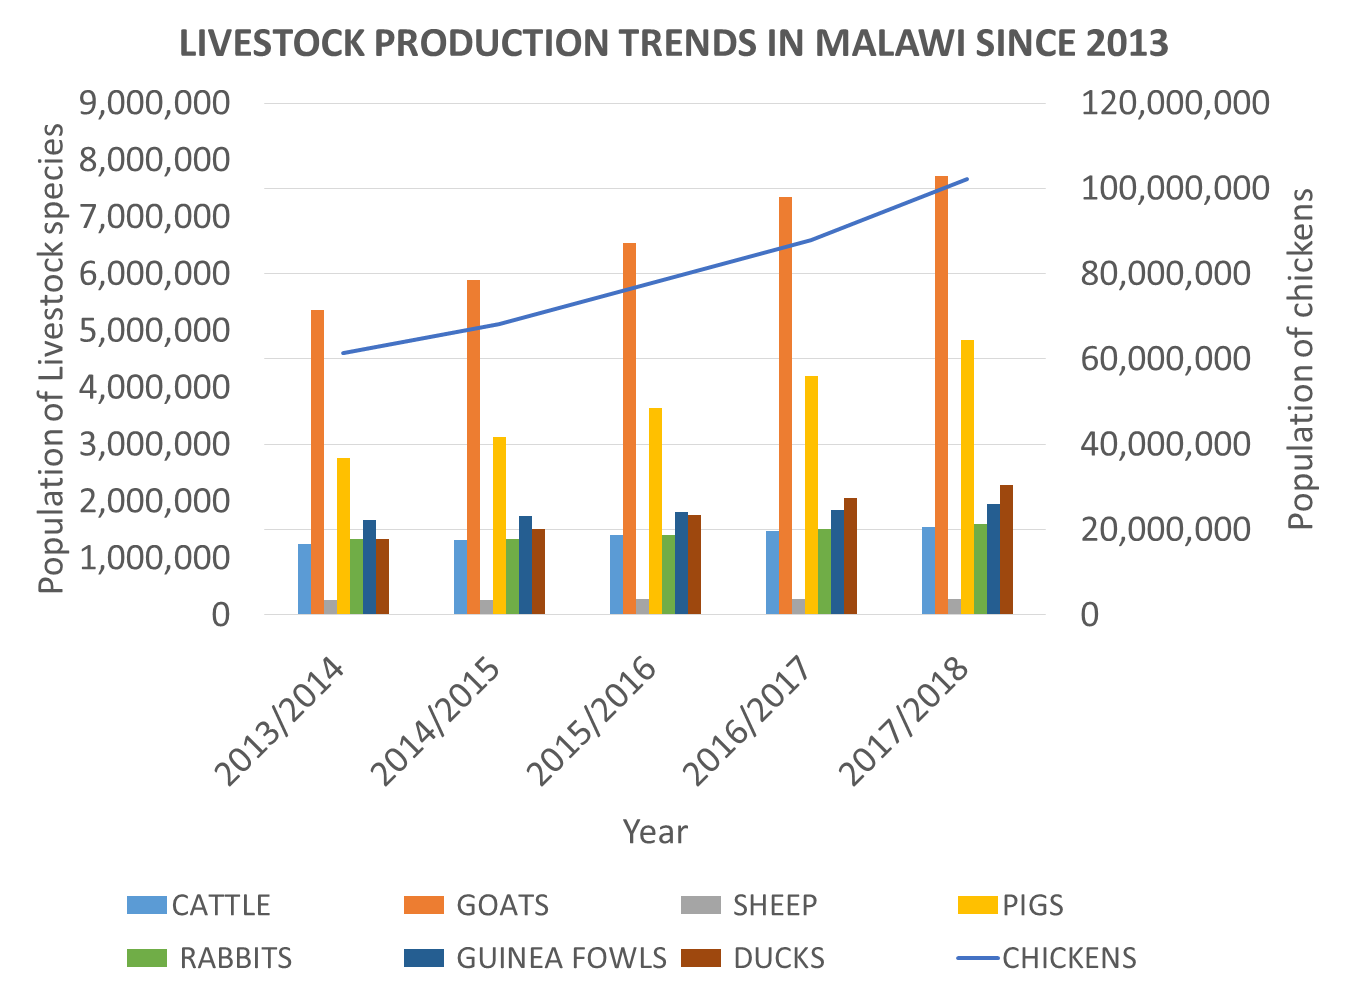 LIVESTOCK PRODUCTION TRENDS IN MALAWI SINCE 2013
Population of Livestock species
9,000,000
8,000,000
7,000,000
6,000,000
5,000,000
4,000,000
3,000,000
2,000,000
1,000,000
0
120,000,000
100,000,000
80,000,000
60,000,000
40,000,000
20,000,000
0
Population of chickens
2013/2014
2014/2015
2015/2016
2016/2017
2017/2018
Year
CATTLE
GOATS
SHEEP
PIGS
RABBITS
GUINEA FOWLS
DUCKS
CHICKENS